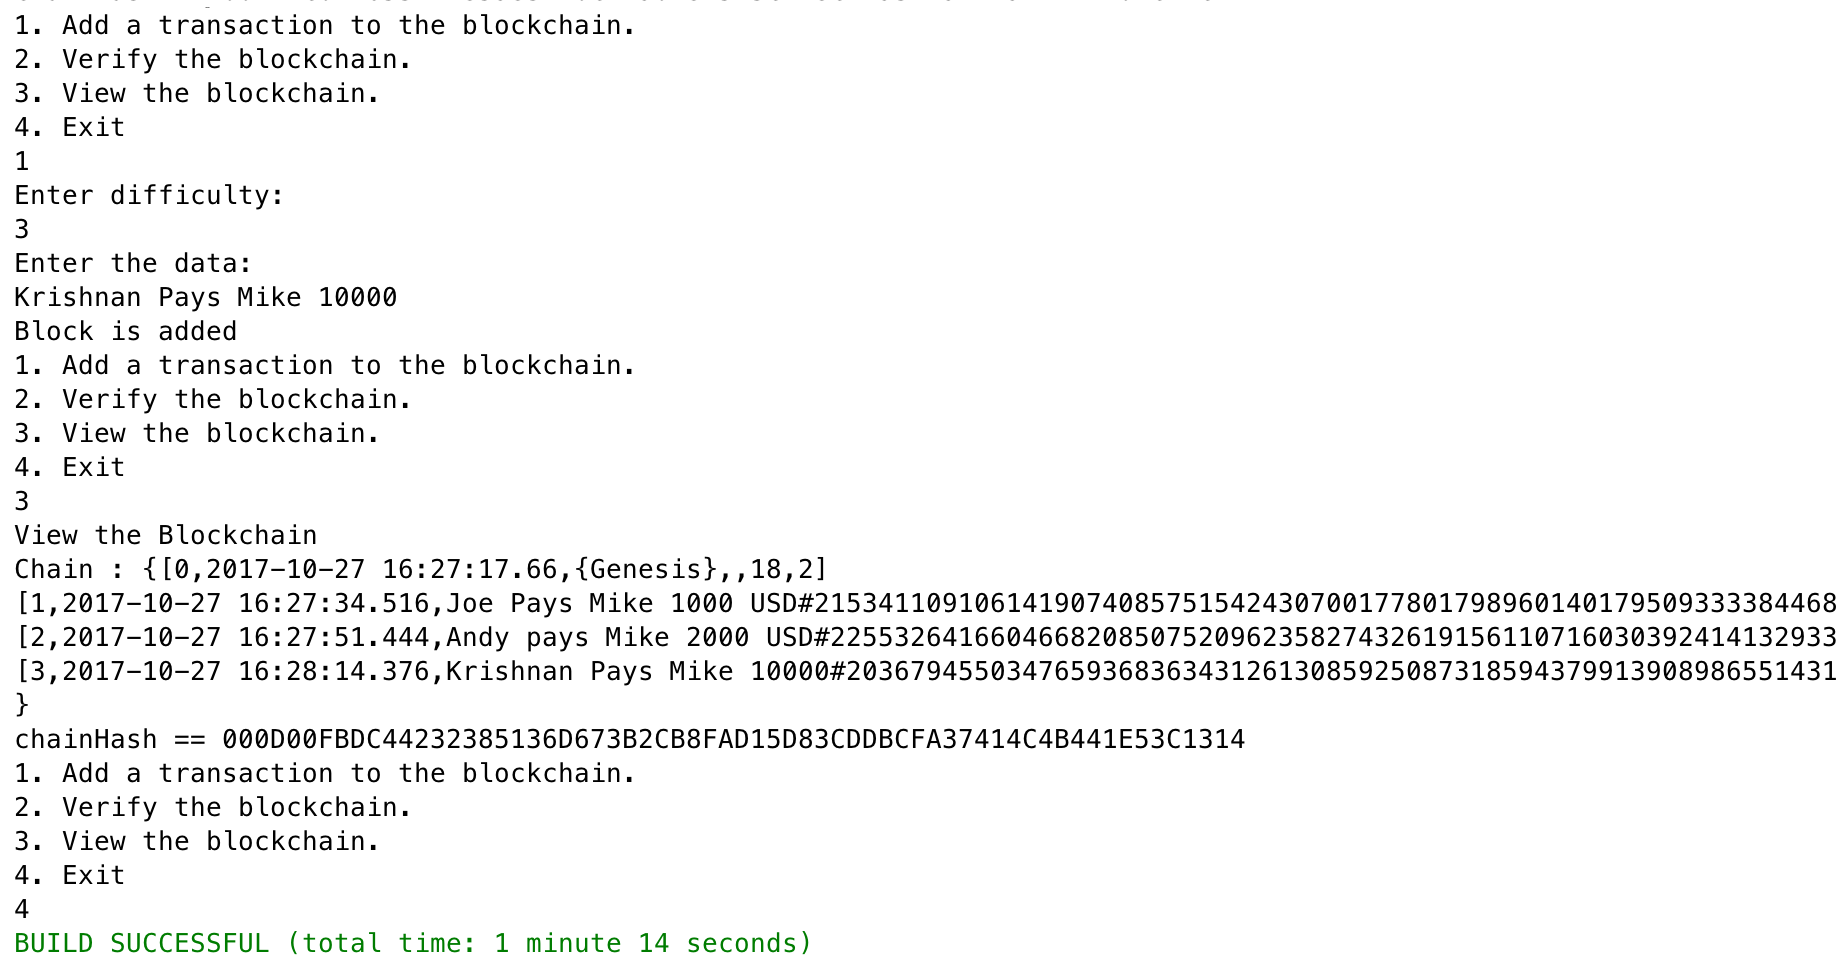 1. Add a transaction to the blockchain.
2. Verify the blockchain.
3. View the blockchain.
4. Exit
1
Enter difficulty:
3
Enter the data:
Krishnan Pays Mike 10000
Block is added
1. Add a transaction to the blockchain.
2. Verify the blockchain.
3. View the blockchain.
4. Exit
3
View the Blockchain
Chain : {[0,2017-10-27 16:27:17.66,{Genesis},,18,2]
[1,2017-10-27 16:27:34.516,Joe Pays Mike 1000 USD#2153411091061419074085751542430700177801798960140179509333384468
[2,2017-10-27 16:27:51.444,Andy pays Mike 2000 USD#225532641660466820850752096235827432619156110716030392414132933
[3,2017-10-27 16:28:14.376,Krishnan Pays Mike 10000#20367945503476593683634312613085925087318594379913908986551431
}
chainHash == 000D00FBDC44232385136D673B2CB8FAD15D83CDDBCFA37414C4B441E53C1314
1. Add a transaction to the blockchain.
2. Verify the blockchain.
3. View the blockchain.
4. Exit
4
BUILD SUCCESSFUL (total time: 1 minute 14 seconds)